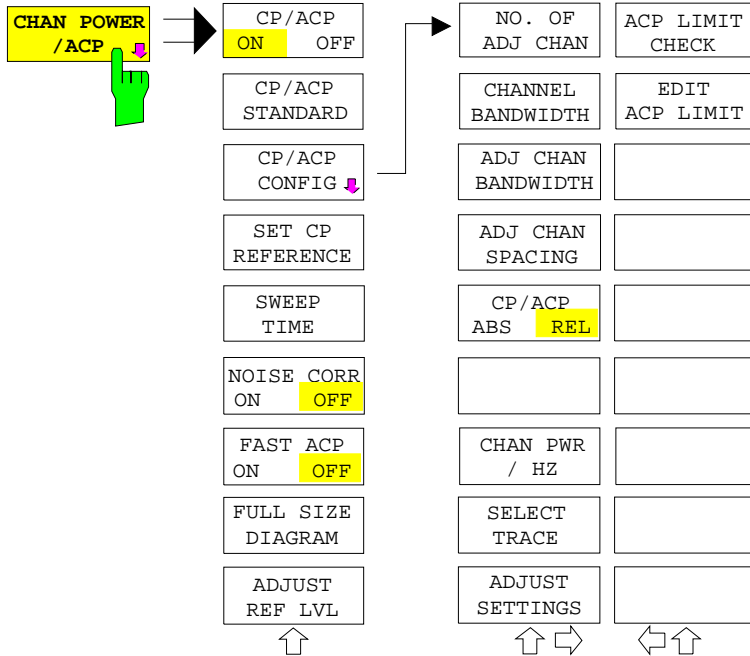 CHAN POWER
/ACP
CP/ACP
ON OFF
CP/ACP
STANDARD
CP/ACP
CONFIG
SET CP
REFERENCE
SWEEP
TIME
NOISE CORR
ON OFF
FAST ACP
ON OFF
FULL SIZE
DIAGRAM
ADJUST
REF LVL
NO. OF
ADJ CHAN
CHANNEL
BANDWIDTH
ADJ CHAN
BANDWIDTH
ADJ CHAN
SPACING
CP/ACP
ABS REL
CHAN PWR
/ HZ
SELECT
TRACE
ADJUST
SETTINGS
ACP LIMIT
CHECK
EDIT
ACP LIMIT